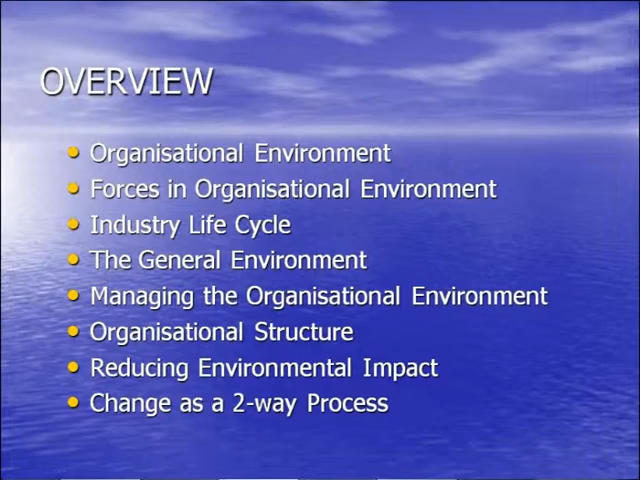 OVERVIEW
Organisational Environment
Forces in Organisational Environment
Industry Life Cycle
The General Environment
Managing the Organisational Environment
Organisational Structure
Reducing Environmental Impact
Change as a 2-way Process